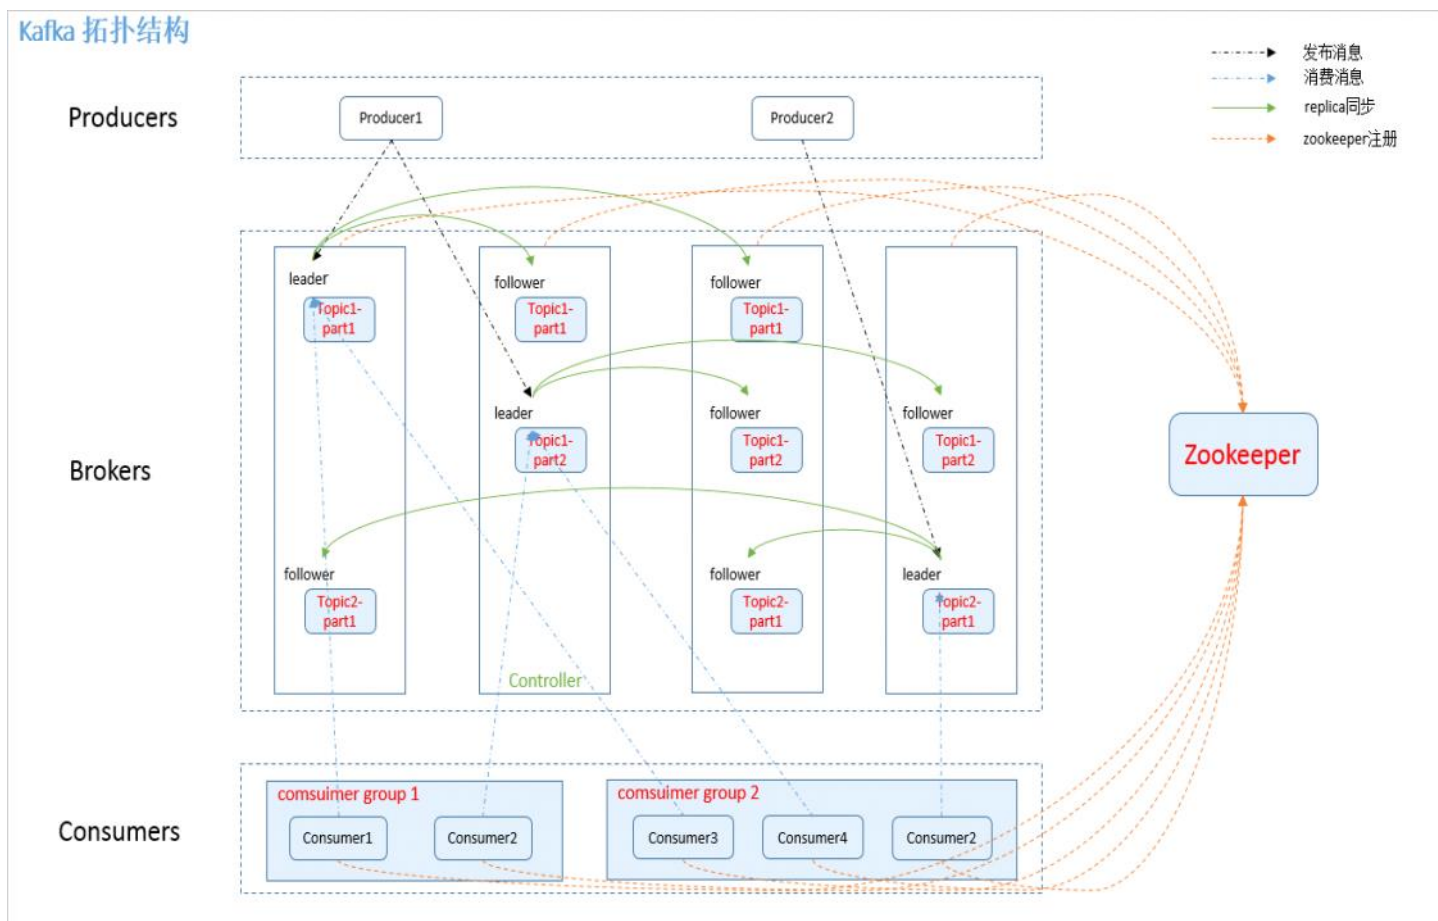 Kafka 拓扑结构
发布消息
消费消息
replica同步
zookeeper注册
Producers
Producer1
Producer2
leader
follower
follower
Topic1-
part1
Topic1-
part1
Topic1-
part1
leader
follower
follower
Topic1-
part2
Topic1-
part2
Topic1-
part2
Brokers
Zookeeper
follower
follower
leader
Topic2-
part1
Topic2-
part1
Topic2-
part1
Controller
Consumers
comsuimer group 1
comsuimer group 2
Consumer1
Consumer2
Consumer3
Consumer4
Consumer2